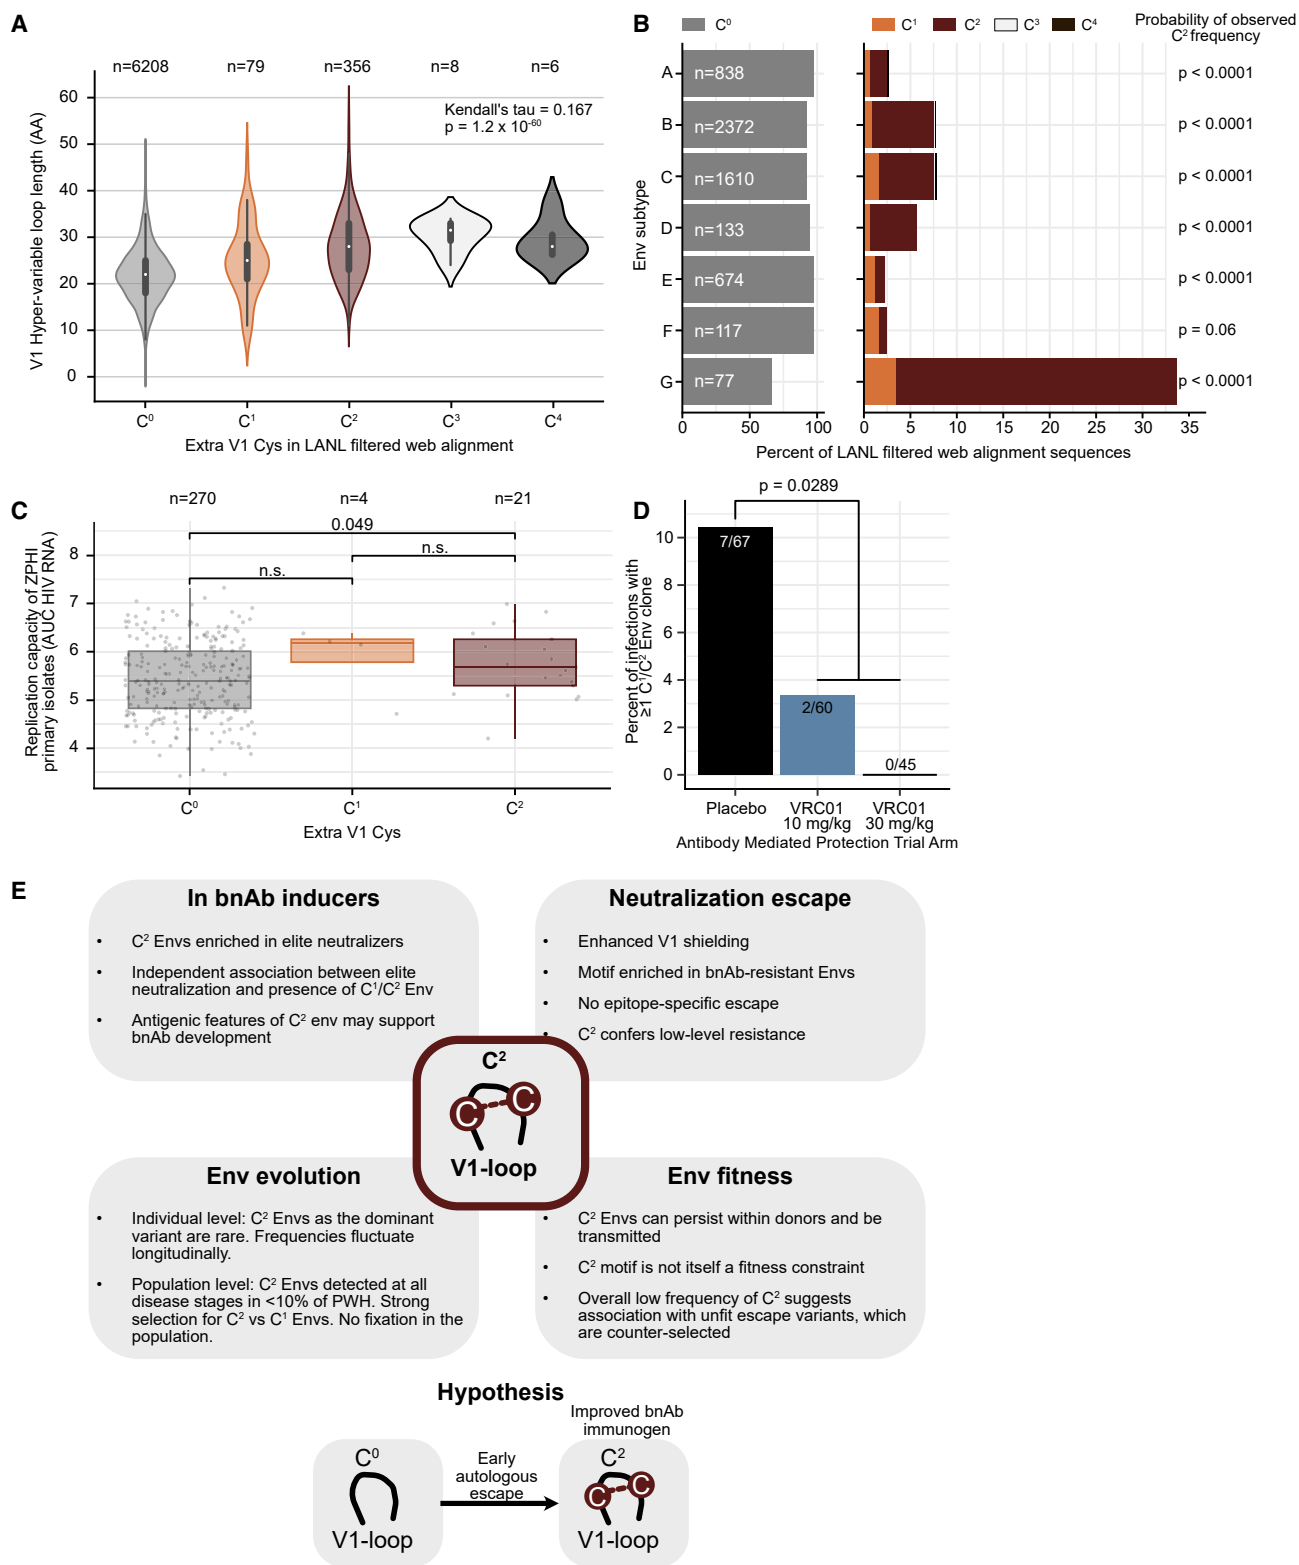 A
n=6208
n=79
n=356
n=8
n=6
Kendall's tau = 0.167
p = 1.2 x 10⁻⁶⁰
V1 Hyper-variable loop length (AA)
60
50
40
30
20
10
0
C⁰
C¹
C²
C³
C⁴
Extra V1 Cys in LANL filtered web alignment
B
C⁰
C¹
C²
C³
C⁴
Probability of observed
C² frequency
Env subtype
A
n=838
p < 0.0001
B
n=2372
p < 0.0001
C
n=1610
p < 0.0001
D
n=133
p < 0.0001
E
n=674
p < 0.0001
F
n=117
p = 0.06
G
n=77
p < 0.0001
0
50
100
0
5
10
15
20
25
30
35
Percent of LANL filtered web alignment sequences
C
n=270
n=4
n=21
0.049
n.s.
n.s.
Replication capacity of ZPHI
primary isolates (AUC HIV RNA)
8
7
6
5
4
C⁰
C¹
C²
Extra V1 Cys
D
p = 0.0289
Percent of infections with
≥1 C¹/C² Env clone
10
8
6
4
2
0
7/67
2/60
0/45
Placebo
VRC01
10 mg/kg
VRC01
30 mg/kg
Antibody Mediated Protection Trial Arm
E
In bnAb inducers
• C² Envs enriched in elite neutralizers
• Independent association between elite
neutralization and presence of C¹/C² Env
• Antigenic features of C² env may support
bnAb development
Neutralization escape
• Enhanced V1 shielding
• Motif enriched in bnAb-resistant Envs
• No epitope-specific escape
• C² confers low-level resistance
C²
C
C
V1-loop
Env evolution
• Individual level: C² Envs as the dominant
variant are rare. Frequencies fluctuate
longitudinally.
• Population level: C² Envs detected at all
disease stages in <10% of PWH. Strong
selection for C² vs C¹ Envs. No fixation in the
population.
Env fitness
• C² Envs can persist within donors and be
transmitted
• C² motif is not itself a fitness constraint
• Overall low frequency of C² suggests
association with unfit escape variants, which
are counter-selected
Hypothesis
C⁰
V1-loop
Early
autologous
escape
Improved bnAb
immunogen
C²
C
C
V1-loop